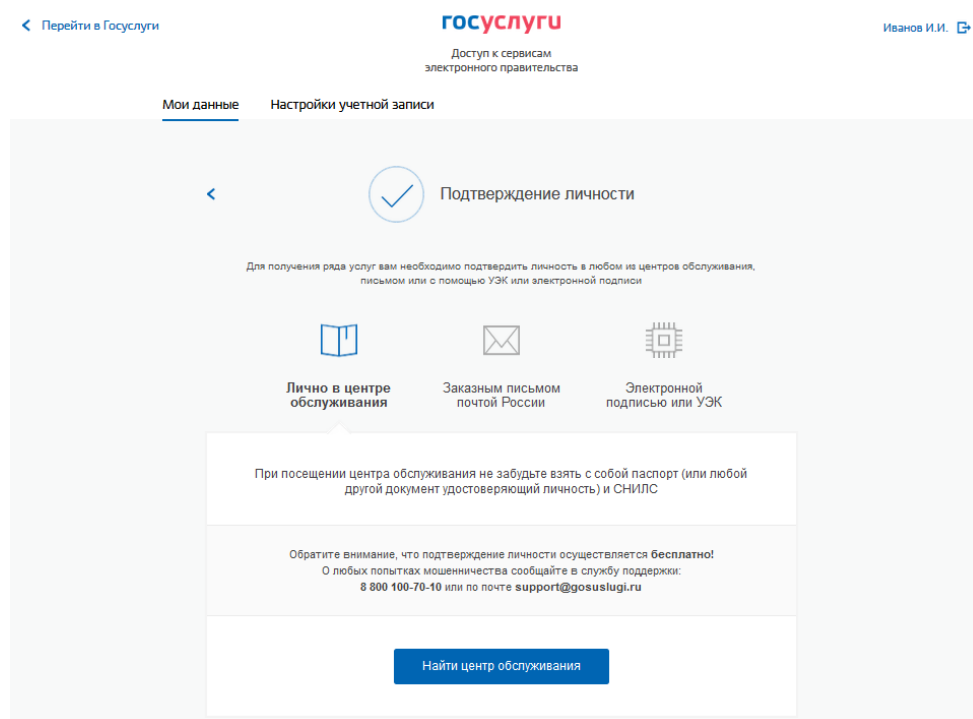 Перейти в Госуслуги
госуслуги
Иванов И.И.
Доступ к сервисам
электронного правительства
Мои данные
Настройки учетной записи
Подтверждение личности
Для получения ряда услуг вам необходимо подтвердить личность в любом из центров обслуживания,
письмом или с помощью УЭК или электронной подписи
Лично в центре
обслуживания
Заказным письмом
почтой России
Электронной
подписью или УЭК
При посещении центра обслуживания не забудьте взять с собой паспорт (или любой
другой документ удостоверяющий личность) и СНИЛС
Обратите внимание, что подтверждение личности осуществляется бесплатно!
О любых попытках мошенничества сообщайте в службу поддержки:
8 800 100-70-10 или по почте support@gosuslugi.ru
Найти центр обслуживания